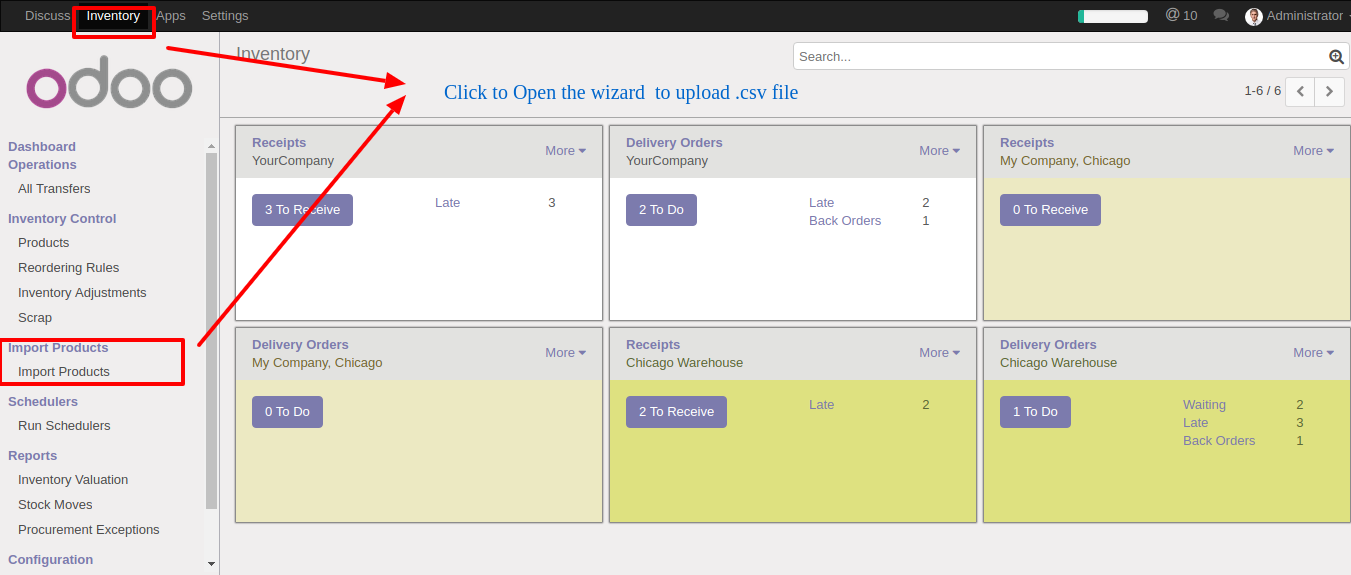 Discuss Inventory Apps Settings @ 10 Administrator
odoo
Dashboard
Operations
All Transfers
Inventory Control
Products
Reordering Rules
Inventory Adjustments
Scrap
Import Products
Import Products
Schedulers
Run Schedulers
Reports
Inventory Valuation
Stock Moves
Procurement Exceptions
Configuration
Inventory
Search...
Click to Open the wizard to upload .csv file
1-6 / 6
Receipts
YourCompany
More
3 To Receive
Late 3
Delivery Orders
YourCompany
More
2 To Do
Late 2
Back Orders 1
Receipts
My Company, Chicago
More
0 To Receive
Delivery Orders
My Company, Chicago
More
0 To Do
Receipts
Chicago Warehouse
More
2 To Receive
Late 2
Delivery Orders
Chicago Warehouse
More
1 To Do
Waiting 2
Late 3
Back Orders 1